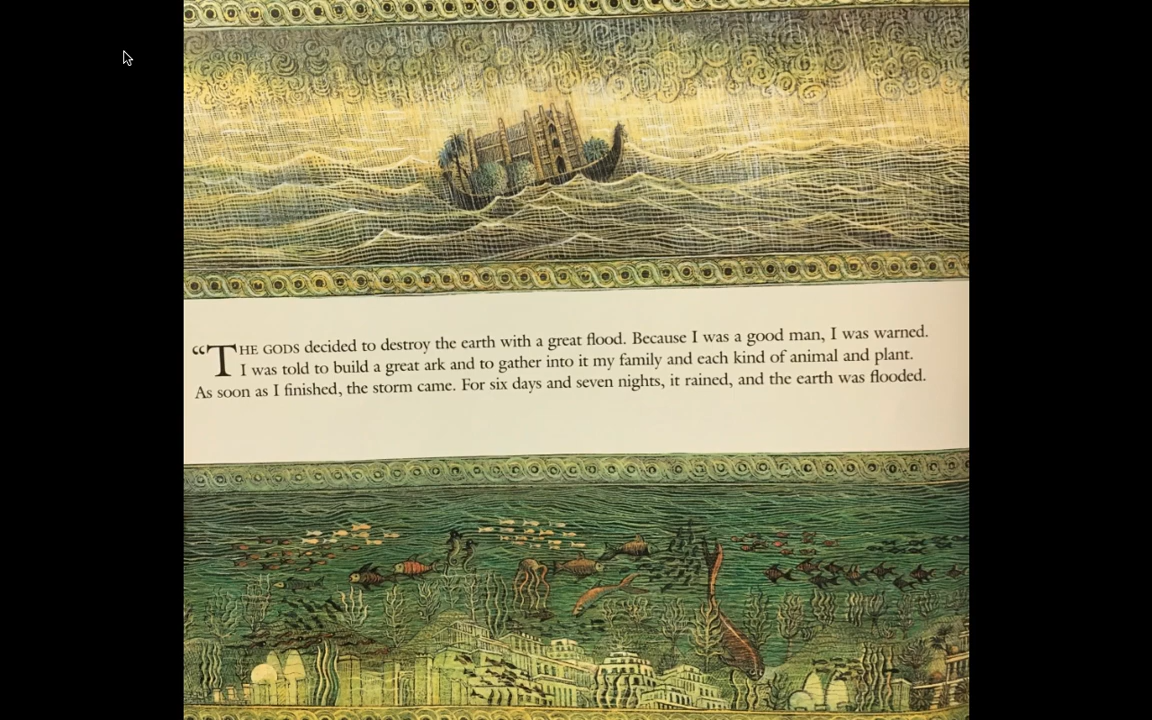 “THE GODS decided to destroy the earth with a great flood. Because I was a good man, I was warned.
I was told to build a great ark and to gather into it my family and each kind of animal and plant.
As soon as I finished, the storm came. For six days and seven nights, it rained, and the earth was flooded.